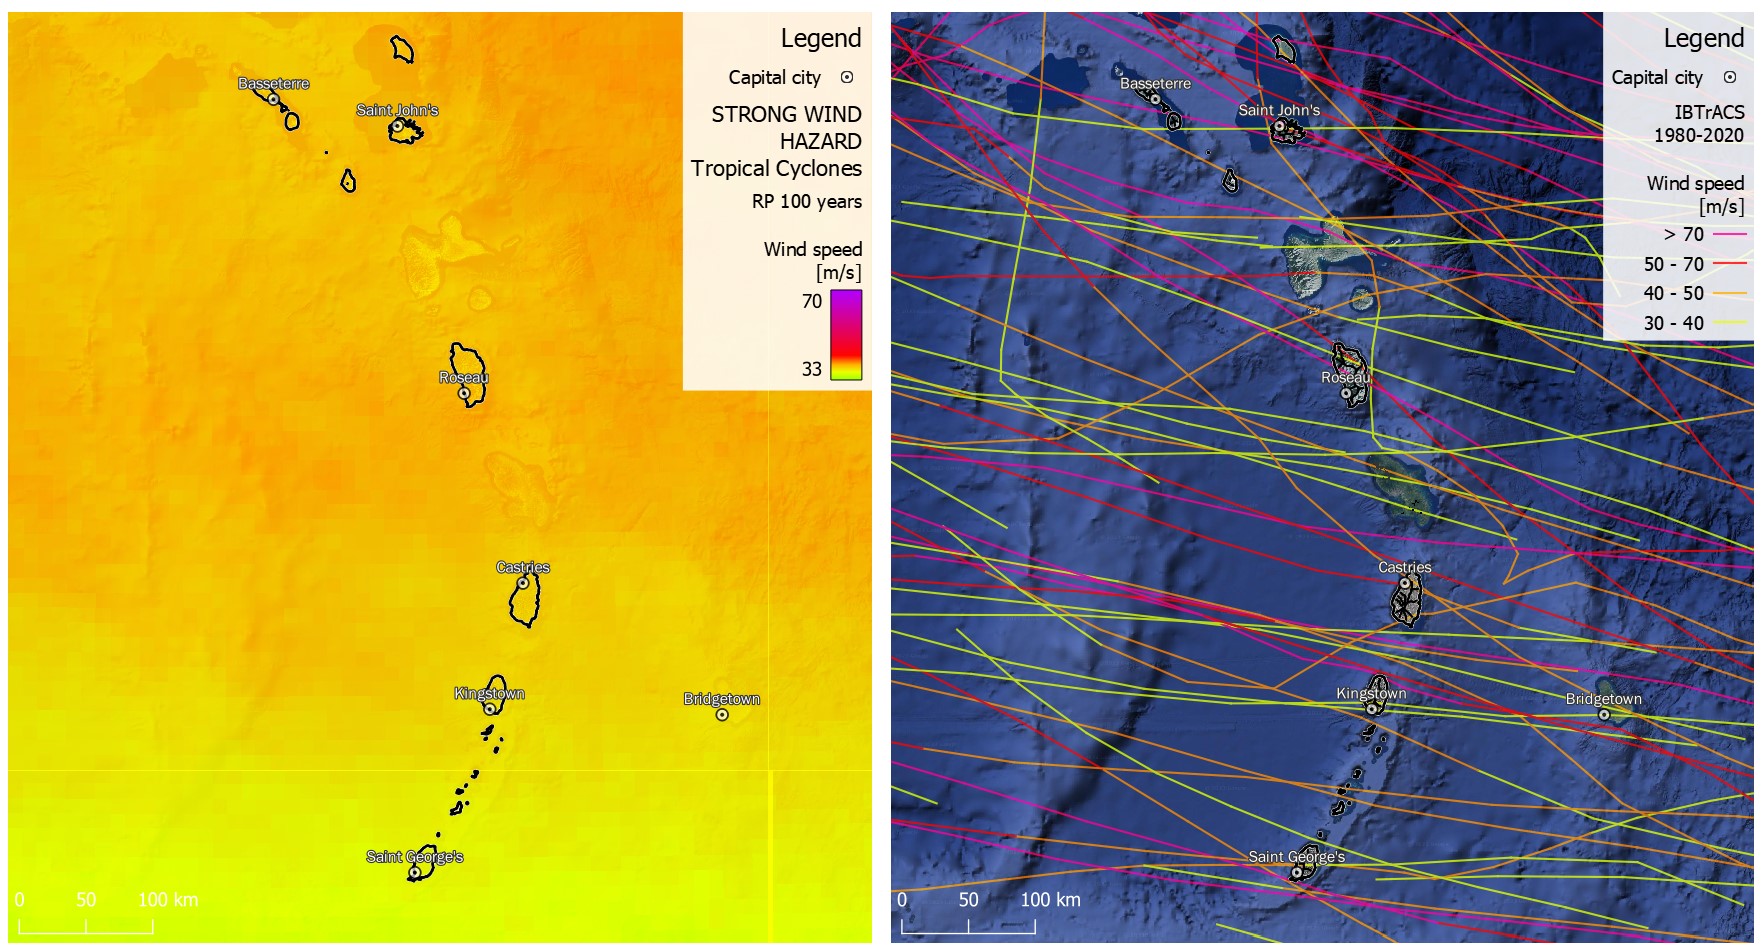 Legend
Capital city
STRONG WIND
HAZARD
Tropical Cyclones
RP 100 years
Wind speed
[m/s]
70
33
Basseterre
Saint John's
Roseau
Castries
Kingstown
Bridgetown
Saint George's
0 50 100 km
Legend
Capital city
IBTrACS
1980-2020
Wind speed
[m/s]
> 70
50 - 70
40 - 50
30 - 40
Basseterre
Saint John's
Roseau
Castries
Kingstown
Bridgetown
Saint George's
0 50 100 km